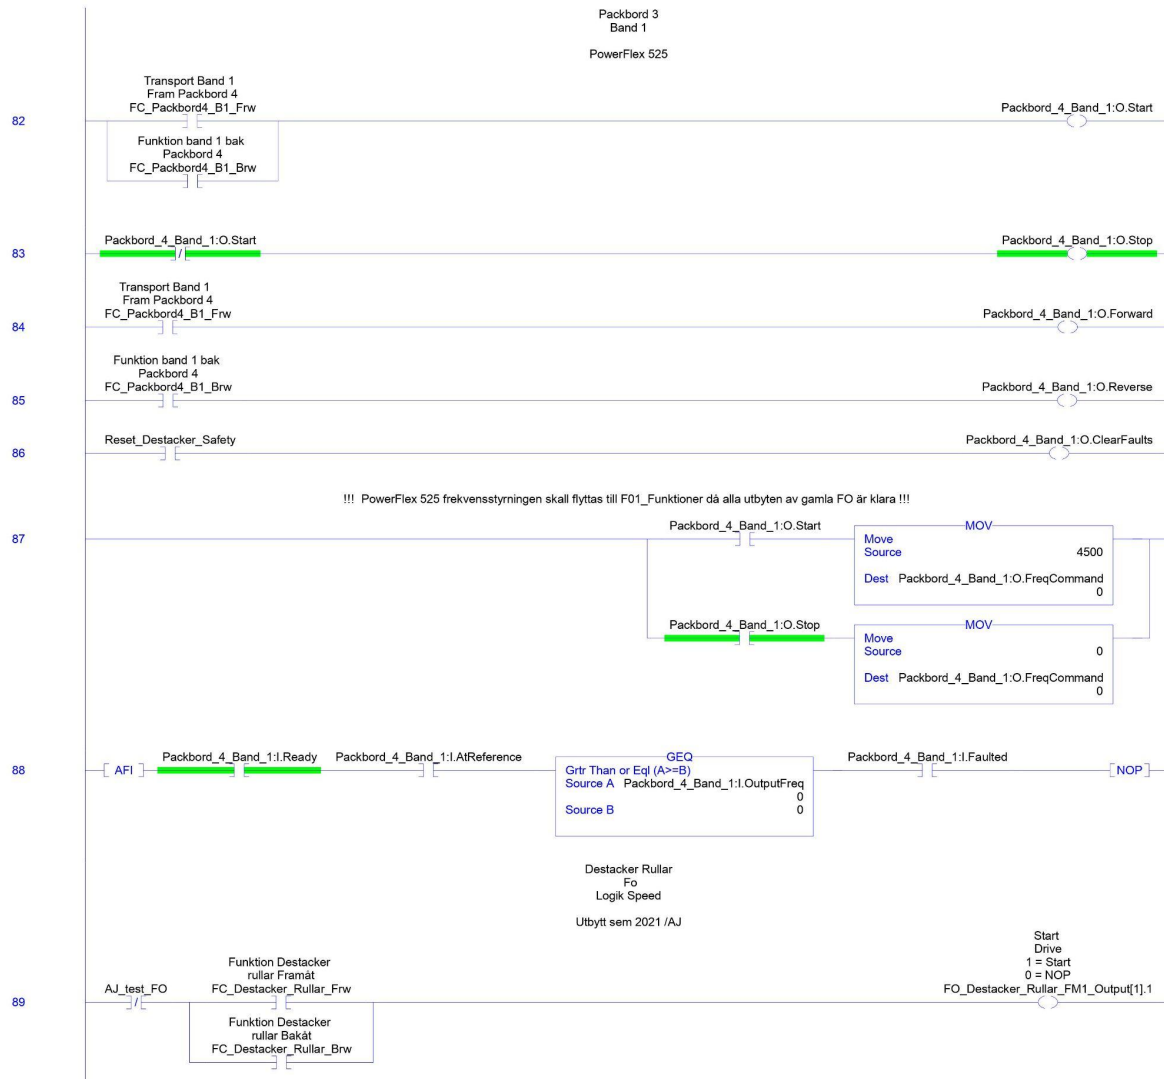 Packbord 3
Band 1
PowerFlex 525
Transport Band 1
Fram Packbord 4
FC_Packbord4_B1_Frw
Packbord_4_Band_1:O.Start
82
Funktion band 1 bak
Packbord 4
FC_Packbord4_B1_Brw
Packbord_4_Band_1:O.Start
Packbord_4_Band_1:O.Stop
83
/
Transport Band 1
Fram Packbord 4
FC_Packbord4_B1_Frw
Packbord_4_Band_1:O.Forward
84
Funktion band 1 bak
Packbord 4
FC_Packbord4_B1_Brw
Packbord_4_Band_1:O.Reverse
85
Reset_Destacker_Safety
Packbord_4_Band_1:O.ClearFaults
86
!!! PowerFlex 525 frekvensstyrningen skall flyttas till F01_Funktioner då alla utbyten av gamla FO är klara !!!
87
Packbord_4_Band_1:O.Start
MOV
Move
Source 4500
Dest Packbord_4_Band_1:O.FreqCommand
0
Packbord_4_Band_1:O.Stop
MOV
Move
Source 0
Dest Packbord_4_Band_1:O.FreqCommand
0
88
AFI
Packbord_4_Band_1:I.Ready
Packbord_4_Band_1:I.AtReference
GEQ
Grtr Than or Eql (A>=B)
Source A Packbord_4_Band_1:I.OutputFreq
0
Source B 0
Packbord_4_Band_1:I.Faulted
NOP
Destacker Rullar
Fo
Logik Speed
Utbytt sem 2021 /AJ
89
AJ_test_FO
/
Funktion Destacker
rullar Framåt
FC_Destacker_Rullar_Frw
Funktion Destacker
rullar Bakåt
FC_Destacker_Rullar_Brw
Start
Drive
1 = Start
0 = NOP
FO_Destacker_Rullar_FM1_Output[1].1